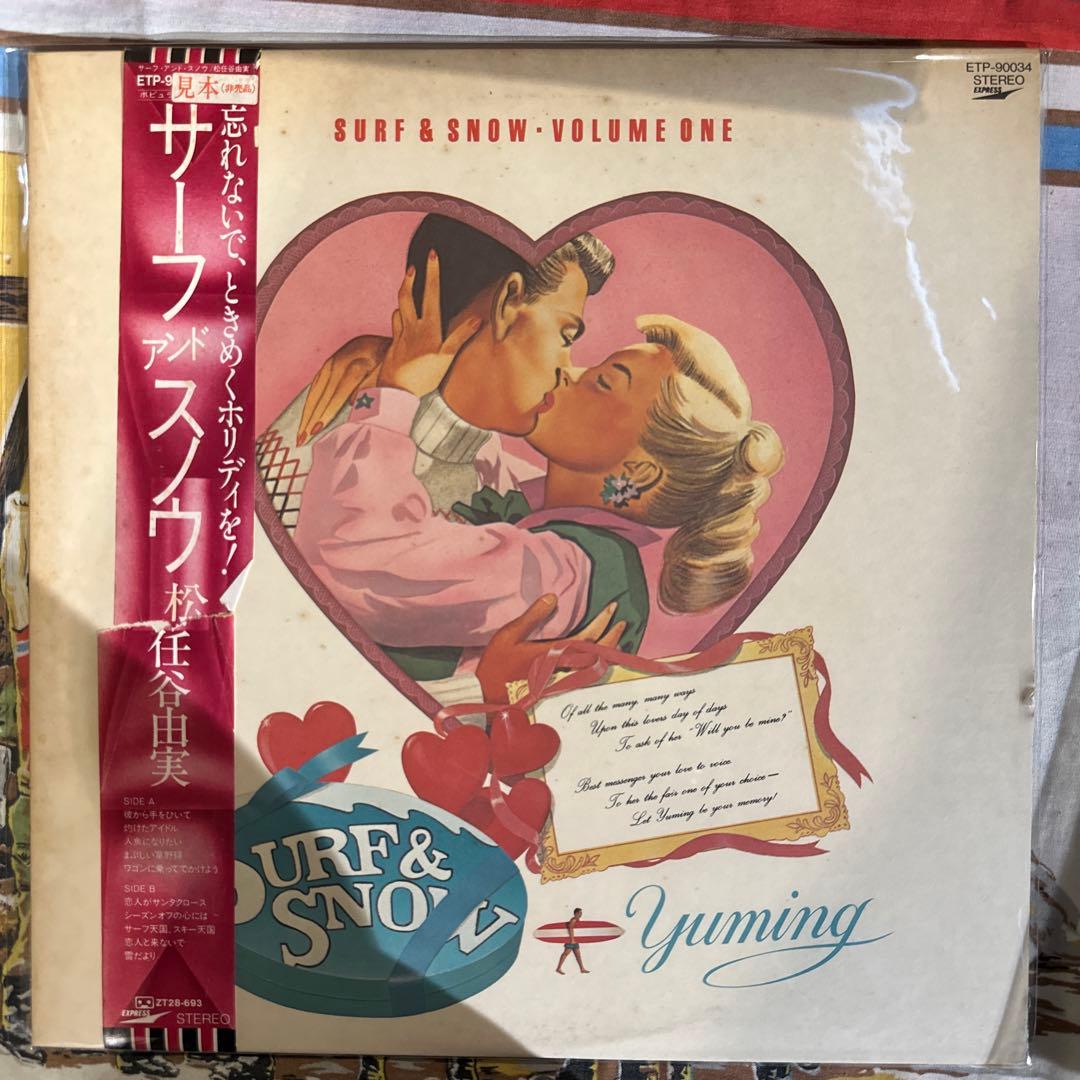 サーフ・アンド・スノウ/松任谷由実
ETP-9
見本(非売品)
ポピュラ
忘れないで、ときめくホリディを!
サーフ
アンド
スノウ
松任谷由実
SIDE A
彼から手をひいて
灼けたアイドル
人魚になりたい
まぶしい草野球
ワゴンに乗ってでかけよう
SIDE B
恋人がサンタクロース
シーズンオフの心には
サーフ天国、スキー天国
恋人と来ないで
雪だより
ZT28-693
EXPRESS STEREO
ETP-90034
STEREO
EXPRESS
SURF & SNOW・VOLUME ONE
Of all the many, many ways
Upon this lovers day of days
To ask of her "Will you be mine?"
Best messenger your love to voice
To her the fair one of your choice—
Let Yuming be your memory!
SURF &
SNOW
Yuming